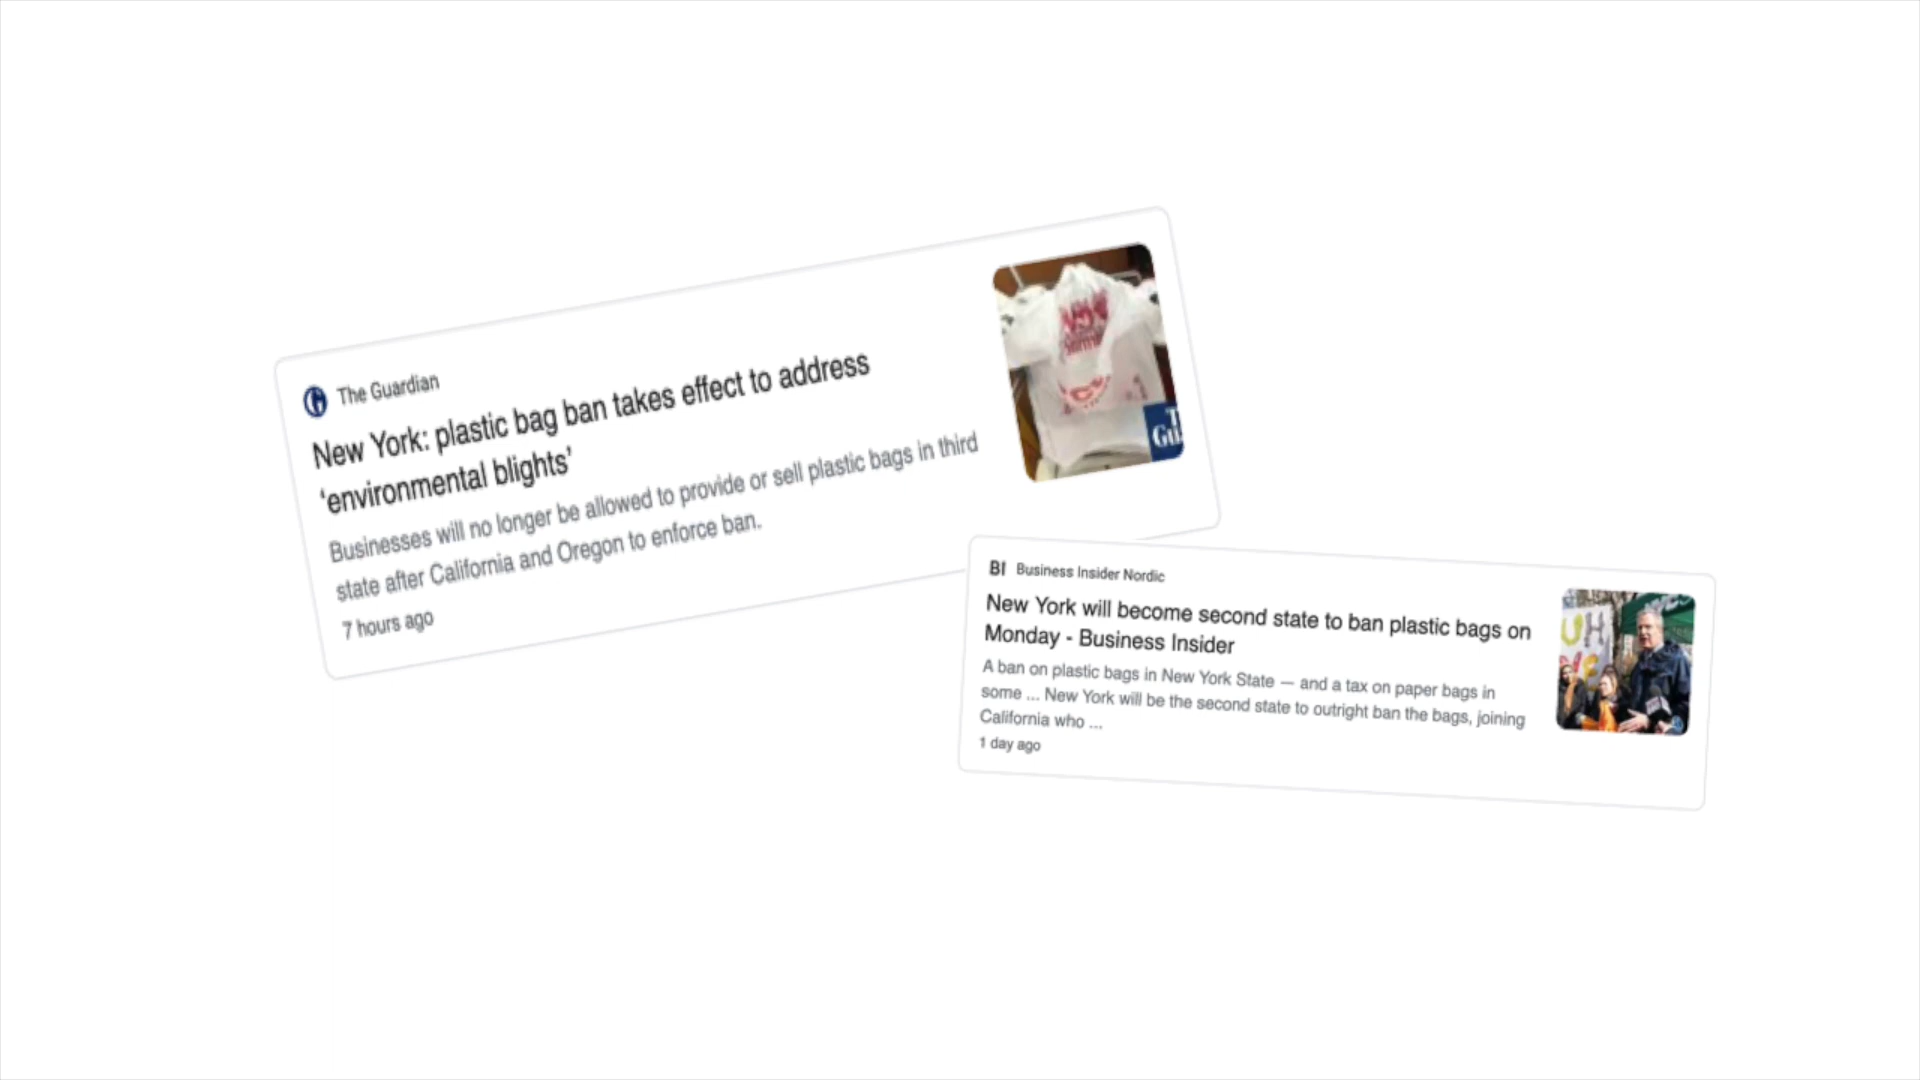 The Guardian
New York: plastic bag ban takes effect to address
‘environmental blights’
Businesses will no longer be allowed to provide or sell plastic bags in third
state after California and Oregon to enforce ban.
7 hours ago
BI Business Insider Nordic
New York will become second state to ban plastic bags on
Monday - Business Insider
A ban on plastic bags in New York State — and a tax on paper bags in
some ... New York will be the second state to outright ban the bags, joining
California who ...
1 day ago